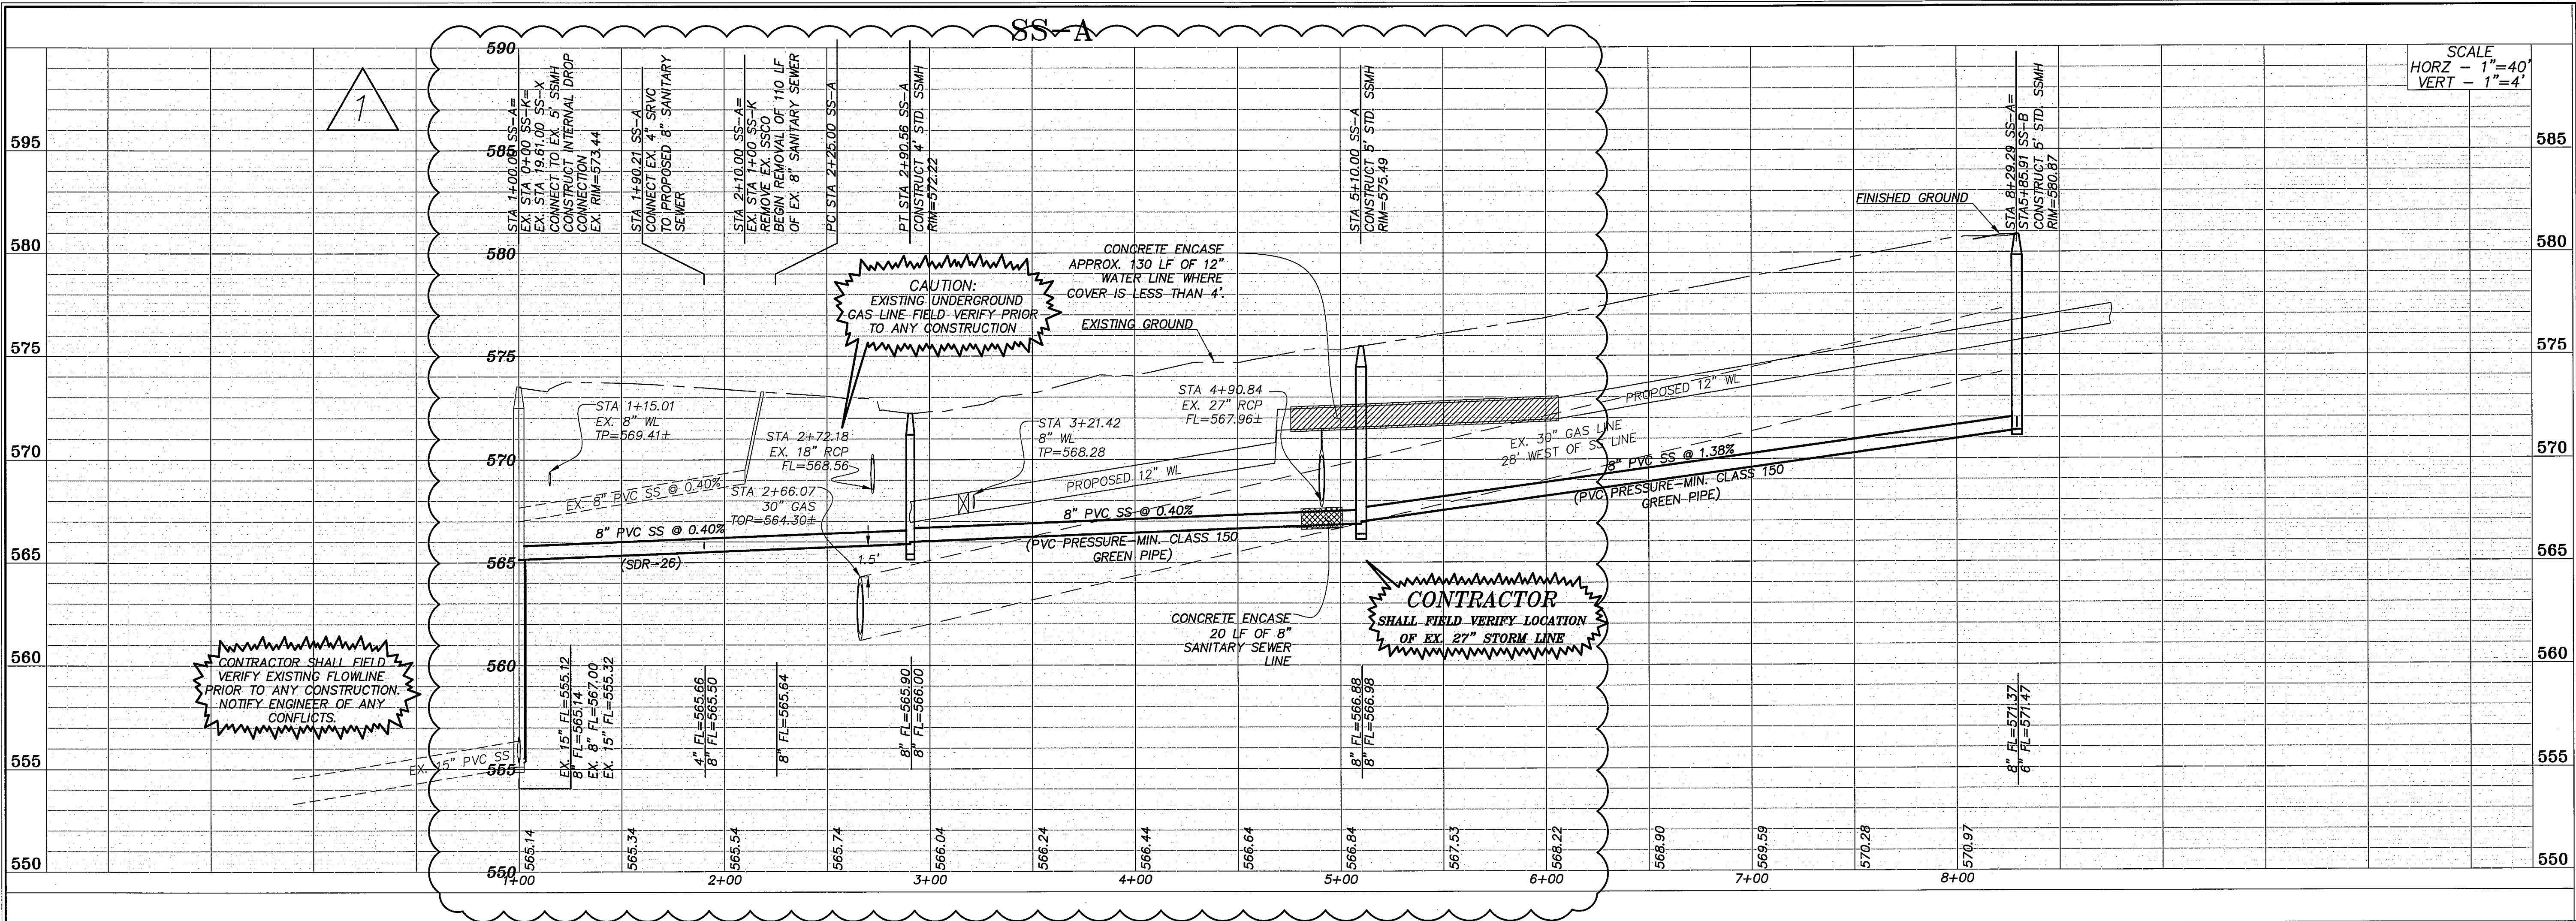 SS-A
1
SCALE
HORZ - 1"=40'
VERT - 1"=4'
595
580
575
570
565
560
555
550
590
585
580
575
570
565
560
565
550
585
580
575
570
565
560
555
550
STA 1+00.00 SS-A=
EX. STA 0+00 SS-K=
EX. STA 19.61.00 SS-X
CONNECT TO EX. 5' SSMH
CONSTRUCT INTERNAL DROP
CONNECTION
EX. RIM=573.44
STA 1+90.21 SS-A
CONNECT EX. 4" SRVC
TO PROPOSED 8" SANITARY
SEWER
STA 2+10.00 SS-A=
EX. STA 1+00 SS-K
REMOVE EX. SSCO
BEGIN REMOVAL OF 110 LF
OF EX. 8" SANITARY SEWER
PC STA 2+25.00 SS-A
PT STA 2+90.56 SS-A
CONSTRUCT 4' STD. SSMH
RIM=572.22
STA 5+10.00 SS-A
CONSTRUCT 5' STD. SSMH
RIM=575.49
STA 8+29.29 SS-A=
STA5+85.91 SS-B
CONSTRUCT 5' STD. SSMH
RIM=580.87
FINISHED GROUND
CONCRETE ENCASE
APPROX. 130 LF OF 12"
WATER LINE WHERE
COVER IS LESS THAN 4'.
CAUTION:
EXISTING UNDERGROUND
GAS LINE FIELD VERIFY PRIOR
TO ANY CONSTRUCTION
EXISTING GROUND
STA 1+15.01
EX. 8" WL
TP=569.41±
STA 2+72.18
EX. 18" RCP
FL=568.56
STA 2+66.07
30" GAS
TOP=564.30±
STA 3+21.42
8" WL
TP=568.28
STA 4+90.84
EX. 27" RCP
FL=567.96±
PROPOSED 12" WL
PROPOSED 12" WL
EX. 30" GAS LINE
28' WEST OF SS LINE
EX. 8" PVC SS @ 0.40%
8" PVC SS @ 0.40%
(SDR-26)
1.5'
8" PVC SS @ 0.40%
(PVC PRESSURE-MIN. CLASS 150
GREEN PIPE)
8" PVC SS @ 1.38%
(PVC PRESSURE-MIN. CLASS 150
GREEN PIPE)
CONCRETE ENCASE
20 LF OF 8"
SANITARY SEWER
LINE
CONTRACTOR
SHALL FIELD VERIFY LOCATION
OF EX. 27" STORM LINE
CONTRACTOR SHALL FIELD
VERIFY EXISTING FLOWLINE
PRIOR TO ANY CONSTRUCTION.
NOTIFY ENGINEER OF ANY
CONFLICTS.
EX. 15" PVC SS
EX. 15" FL=555.12
8" FL=565.14
EX. 8" FL=567.00
EX. 15" FL=555.32
4" FL=565.66
8" FL=565.50
8" FL=565.64
8" FL=565.90
8" FL=566.00
8" FL=566.88
8" FL=566.98
8" FL=571.37
6" FL=571.47
565.14
565.34
565.54
565.74
566.04
566.24
566.44
566.64
566.84
567.53
568.22
568.90
569.59
570.28
570.97
1+00
2+00
3+00
4+00
5+00
6+00
7+00
8+00